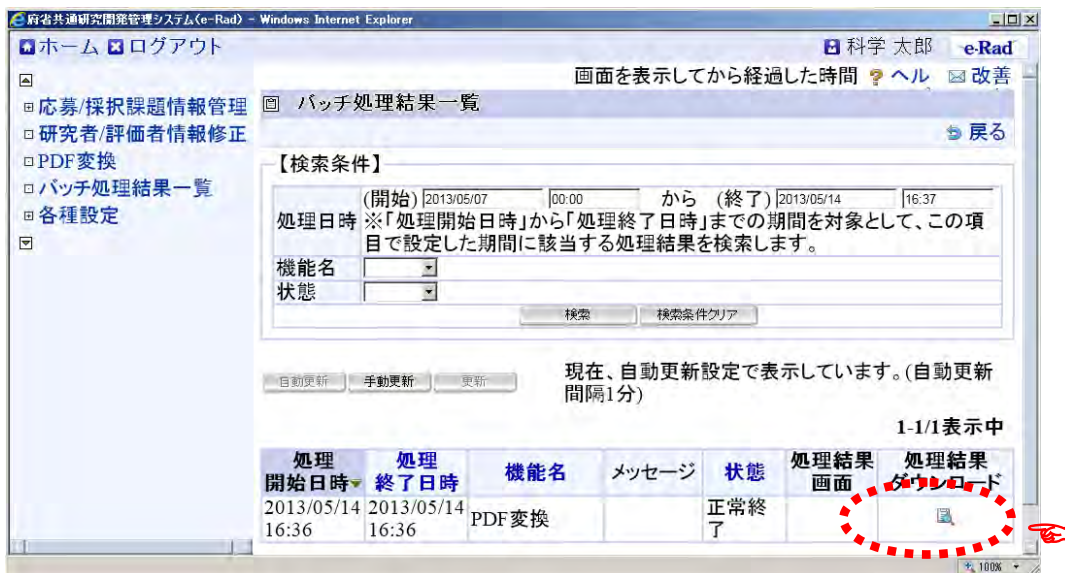 府省共通研究開発管理システム(e-Rad) - Windows Internet Explorer
ホーム ログアウト
科学 太郎 e-Rad
画面を表示してから経過した時間 ヘル 改善
応募/採択課題情報管理
研究者/評価者情報修正
PDF変換
バッチ処理結果一覧
各種設定
バッチ処理結果一覧
戻る
【検索条件】
処理日時
(開始) 2013/05/07 00:00 から (終了) 2013/05/14 16:37
※「処理開始日時」から「処理終了日時」までの期間を対象として、この項
目で設定した期間に該当する処理結果を検索しま す。
機能名
状態
検索 検索条件クリア
自動更新 手動更新 更新
現在、自動更新設定で表示しています。(自動更新
間隔1分)
1-1/1表示中
処理 処理 処理結果 処理結果
開始日時 終了日時 機能名 メッセージ 状態 画面 ダウンロード
2013/05/14 2013/05/14 PDF変換 正常終
16:36 16:36 了
100%